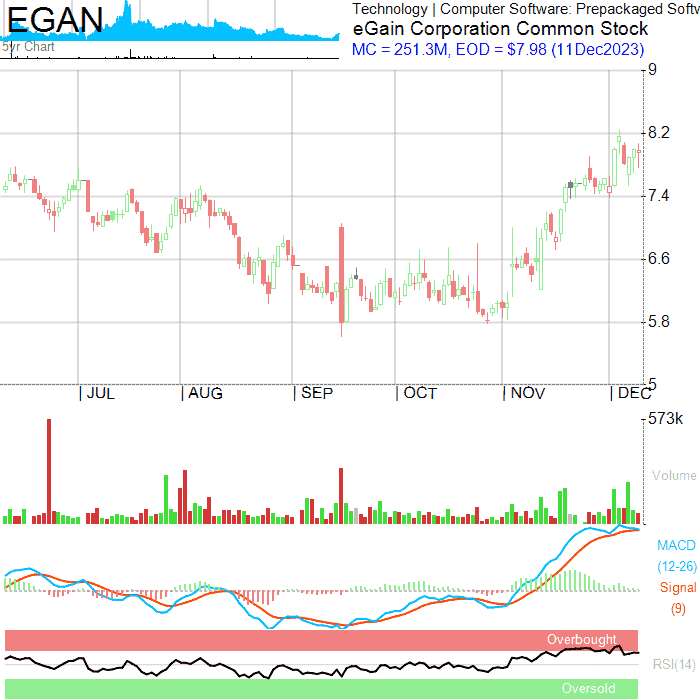 EGAN
5yr Chart
Technology | Computer Software: Prepackaged Softw
eGain Corporation Common Stock
MC = 251.3M, EOD = $7.98 (11Dec2023)
9
8.2
7.4
6.6
5.8
5
| JUL | AUG | SEP | OCT | NOV | DEC
573k
Volume
MACD
(12-26)
Signal
(9)
Overbought
RSI(14)
Oversold